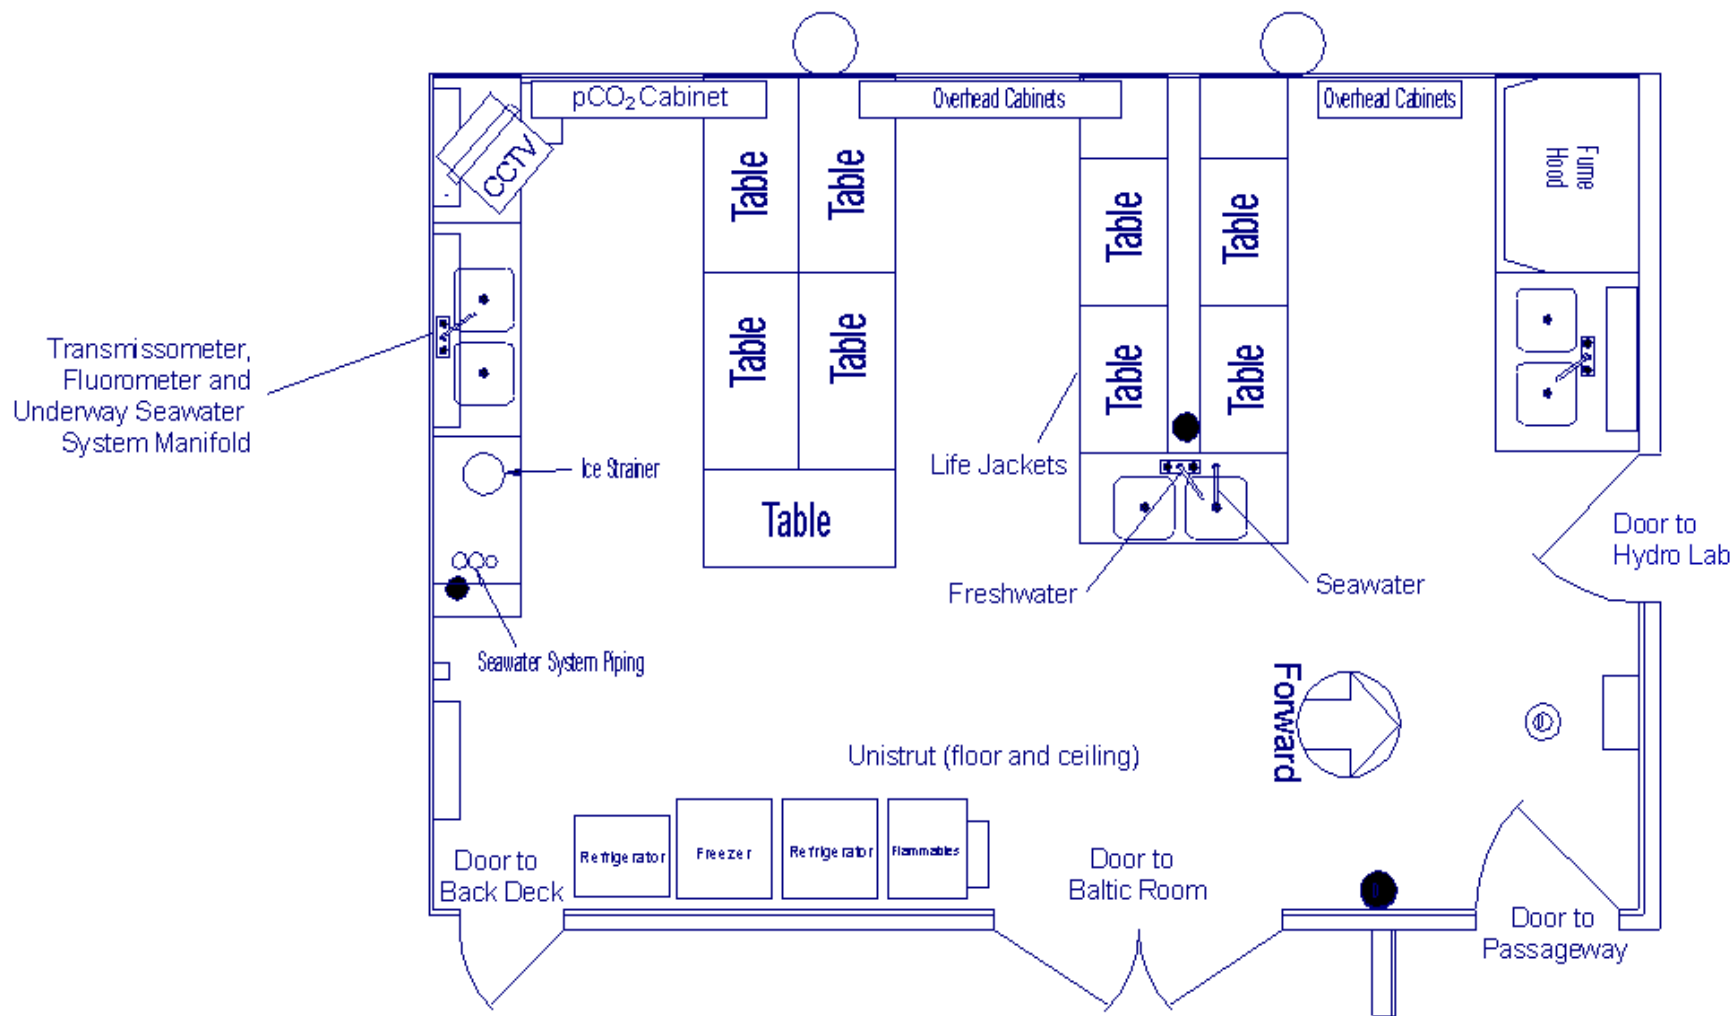 pCO₂ Cabinet
Overhead Cabinets
Overhead Cabinets
CCTV
Table
Table
Table
Table
Fume
Hood
Table
Table
Table
Table
Transmissometer,
Fluorometer and
Underway Seawater
System Manifold
Ice Strainer
Life Jackets
Table
Door to
Hydro Lab
Freshwater
Seawater
Seawater System Piping
Forward
Unistrut (floor and ceiling)
Refrigerator
Freezer
Refrigerator
Flammables
Door to
Back Deck
Door to
Baltic Room
Door to
Passageway